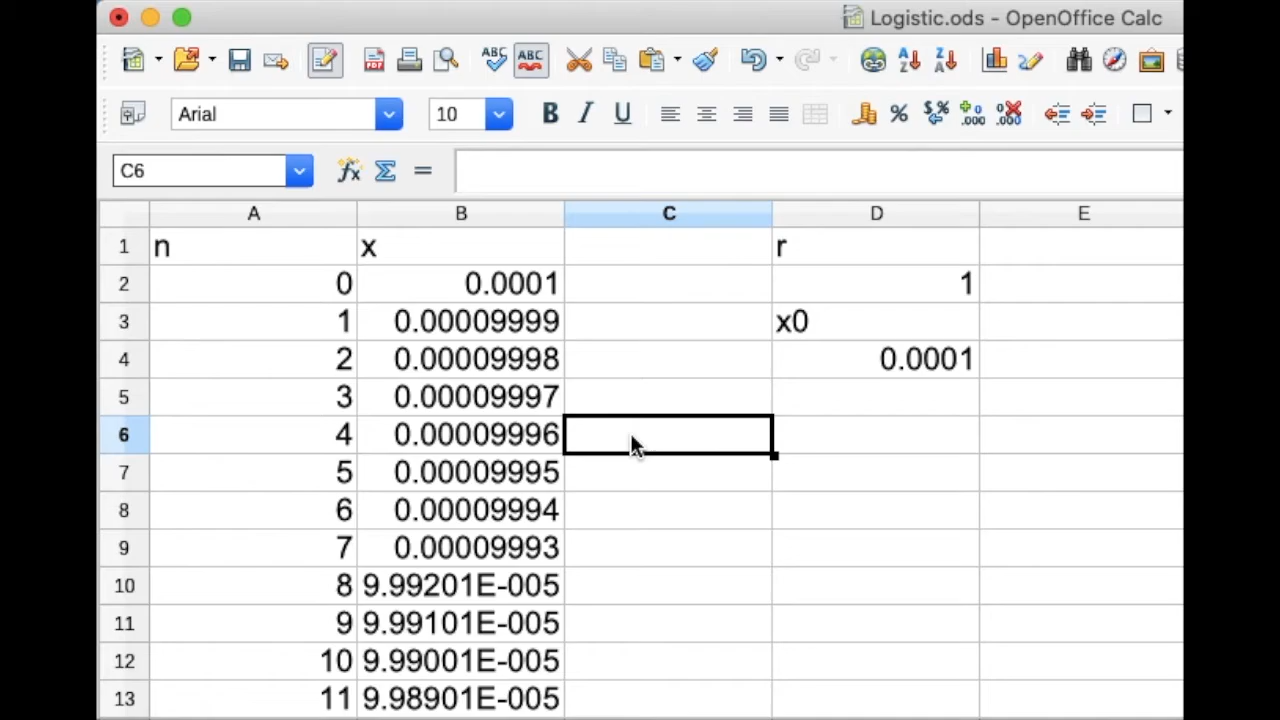 Logistic.ods - OpenOffice Calc
ABC ABC
Arial 10 B I U
C6
A B C D E
1 n x r
2 0 0.0001 1
3 1 0.00009999 x0
4 2 0.00009998 0.0001
5 3 0.00009997
6 4 0.00009996
7 5 0.00009995
8 6 0.00009994
9 7 0.00009993
10 8 9.99201E-005
11 9 9.99101E-005
12 10 9.99001E-005
13 11 9.98901E-005